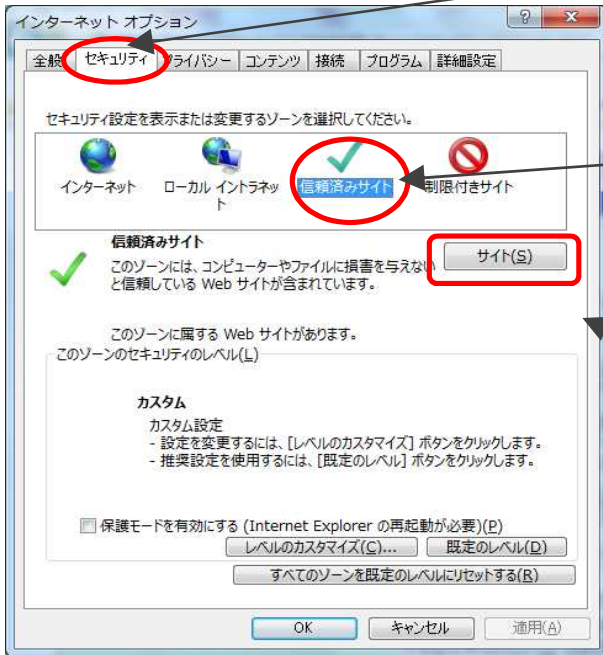 インターネット オプション
全般 セキュリティ プライバシー コンテンツ 接続 プログラム 詳細設定
セキュリティ設定を表示または変更するゾーンを選択してください。
インターネット ローカル イントラネッ
ト 信頼済みサイト 制限付きサイト
信頼済みサイト
このゾーンには、コンピューターやファイルに損害を与えない
と信頼している Web サイトが含まれています。
サイト(S)
このゾーンに属する Web サイトがあります。
このゾーンのセキュリティのレベル(L)
カスタム
カスタム設定
- 設定を変更するには、[レベルのカスタマイズ] ボタンをクリックします。
- 推奨設定を使用するには、[既定のレベル] ボタンをクリックします。
保護モードを有効にする (Internet Explorer の再起動が必要)(P)
レベルのカスタマイズ(C)... 既定のレベル(D)
すべてのゾーンを既定のレベルにリセットする(R)
OK キャンセル 適用(A)